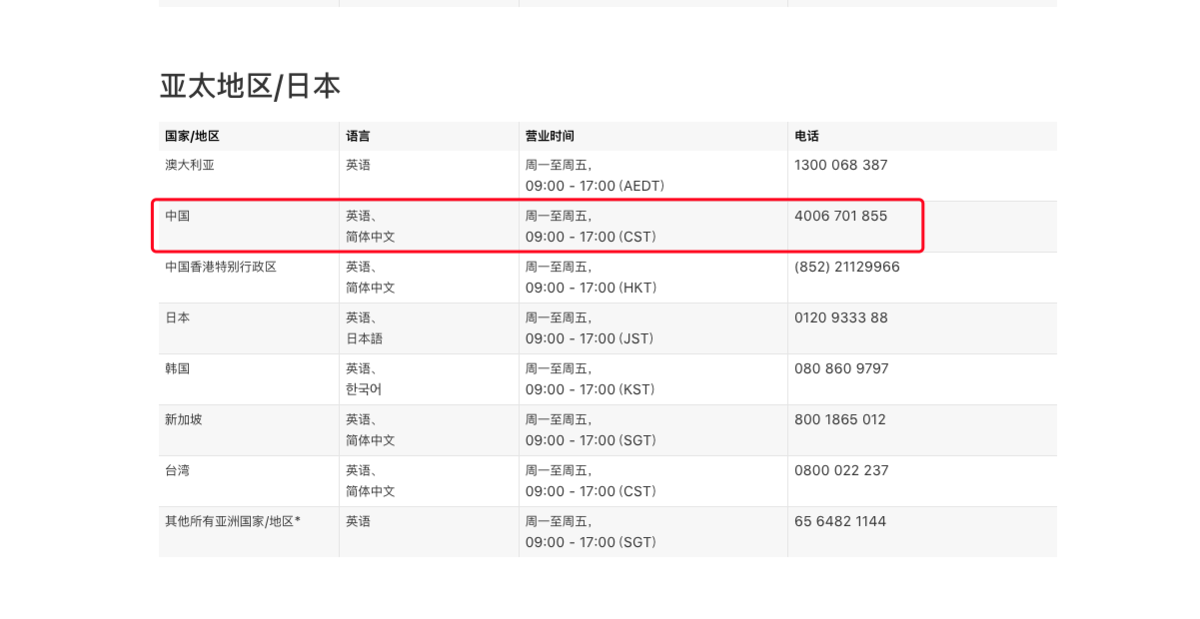 亚太地区/日本
国家/地区 语言 营业时间 电话
澳大利亚 英语 周一至周五, 1300 068 387
09:00 - 17:00 (AEDT)
中国 英语、 周一至周五, 4006 701 855
简体中文 09:00 - 17:00 (CST)
中国香港特别行政区 英语、 周一至周五, (852) 21129966
简体中文 09:00 - 17:00 (HKT)
日本 英语、 周一至周五, 0120 9333 88
日本語 09:00 - 17:00 (JST)
韩国 英语、 周一至周五, 080 860 9797
한국어 09:00 - 17:00 (KST)
新加坡 英语、 周一至周五, 800 1865 012
简体中文 09:00 - 17:00 (SGT)
台湾 英语、 周一至周五, 0800 022 237
简体中文 09:00 - 17:00 (CST)
其他所有亚洲国家/地区* 英语 周一至周五, 65 6482 1144
09:00 - 17:00 (SGT)